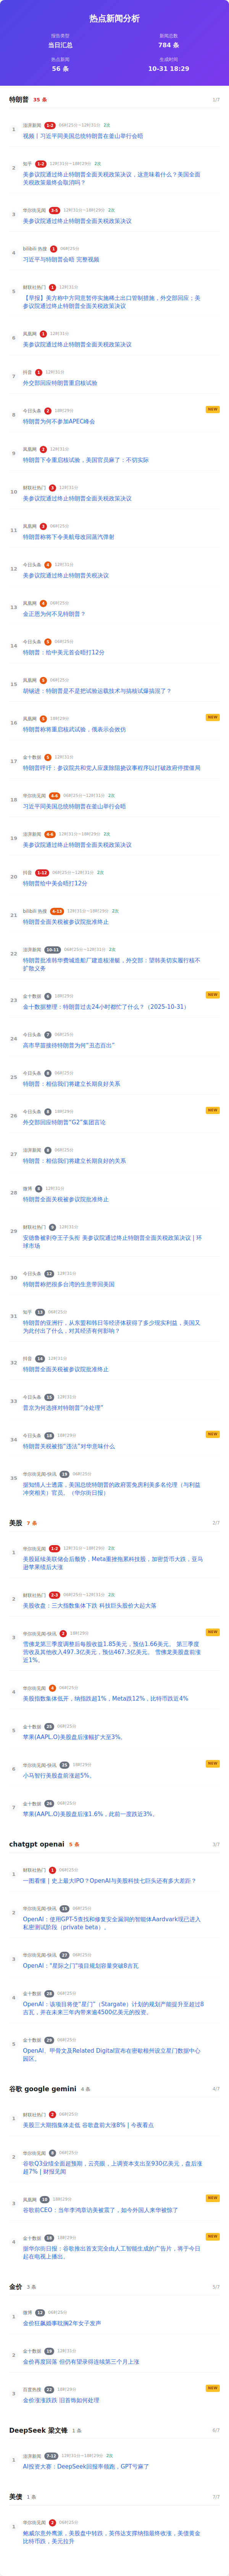 热点新闻分析
报告类型
新闻总数
当日汇总
784 条
热点新闻
生成时间
56 条
10-31 18:29
特朗普 35 条 1/7
1 澎湃新闻 1-2 06时25分~12时31分 2次
视频丨习近平同美国总统特朗普在釜山举行会晤
2 知乎 1-2 12时31分~18时29分 2次
美参议院通过终止特朗普全面关税政策决议，这意味着什么？美国全面
关税政策最终会取消吗？
3 华尔街见闻 12时31分~18时29分 2次
美参议院通过终止特朗普全面关税政策决议
4 bilibili 热搜 1 06时25分
习近平与特朗普会晤 完整视频
5 财联社热门 1 12时31分
【早报】美方称中方同意暂停实施稀土出口管制措施，外交部回应；美
参议院通过终止特朗普全面关税政策决议
6 凤凰网 1 12时31分
美参议院通过终止特朗普全面关税政策决议
7 抖音 1 12时31分
外交部回应特朗普重启核试验
8 今日头条 2 18时29分 NEW
特朗普为何不参加APEC峰会
9 凤凰网 2 12时31分
特朗普下令重启核试验，美国官员麻了：不切实际
10 财联社热门 3 12时31分
美参议院通过终止特朗普全面关税政策决议
11 凤凰网 06时25分
特朗普称将下令美航母改回蒸汽弹射
12 今日头条 4 12时31分
美参议院通过终止特朗普关税决议
13 凤凰网 06时25分
金正恩为何不见特朗普？
14 今日头条 5 06时25分
特朗普：给中美元首会晤打12分
15 凤凰网 5 06时25分
胡锡进：特朗普是不是把试验运载技术与搞核试爆搞混了？
16 凤凰网 5 18时29分 NEW
特朗普称将重启核武试验，俄表示会效仿
17 金十数据 5 12时31分
特朗普呼吁：参议院共和党人应废除阻挠议事程序以打破政府停摆僵局
18 华尔街见闻 06时25分~12时31分 2次
习近平同美国总统特朗普在釜山举行会晤
19 澎湃新闻 12时31分~18时29分 2次
美参议院通过终止特朗普全面关税政策决议
20 抖音 06时25分~12时31分 2次
特朗普给中美会晤打12分
21 bilibili 热搜 12时31分~18时29分 2次
特朗普全面关税被参议院批准终止
22 澎湃新闻 10-11 06时25分~12时31分 2次
特朗普批准韩华费城造船厂建造核潜艇，外交部：望韩美切实履行核不
扩散义务
23 金十数据 6 18时29分 NEW
金十数据整理：特朗普过去24小时都忙了什么？（2025-10-31）
24 今日头条 7 06时25分
高市早苗接待特朗普为何“丑态百出”
25 今日头条 8 06时25分
特朗普：相信我们将建立长期良好关系
26 今日头条 18时29分 NEW
外交部回应特朗普“G2”集团言论
27 澎湃新闻 06时25分
特朗普：相信我们将建立长期良好的关系
28 微博 12时31分
特朗普全面关税被参议院批准终止
29 财联社热门 9 12时31分
安德鲁被剥夺王子头衔 美参议院通过终止特朗普全面关税政策决议 | 环
球市场
30 今日头条 12 12时31分
特朗普称把很多台湾的生意带回美国
31 知乎 13 06时25分
特朗普的亚洲行，从东盟和韩日等经济体获得了多少现实利益，美国又
为此付出了什么，对其经济有何影响？
32 抖音 14 12时31分
特朗普全面关税被参议院批准终止
33 今日头条 15 12时31分
普京为何选择对特朗普“冷处理”
34 今日头条 18 18时29分 NEW
特朗普关税被指“违法”对华意味什么
35 华尔街见闻-快讯 19 06时25分
据知情人士透露，美国总统特朗普的政府罢免房利美多名伦理（与利益
冲突相关）官员。（华尔街日报）
美股 7 条 2/7
1 华尔街见闻 1-2 12时31分~18时29分 2次
美股延续美联储会后颓势，Meta重挫拖累科技股，加密货币大跌，亚马
逊苹果绩后大涨
2 财联社热门 06时25分~12时31分 2次
美股收盘：三大指数集体下跌 科技巨头股价大起大落
3 华尔街见闻-快讯 18时29分 NEW
雪佛龙第三季度调整后每股收益1.85美元，预估1.66美元。 第三季度
营收及其他收入497.3亿美元，预估467.3亿美元。 雪佛龙美股盘前涨
近1%。
4 华尔街见闻 4 06时25分
美股指数集体低开，纳指跌超1%，Meta跌12%，比特币跌近4%
5 金十数据 06时25分
苹果(AAPL.O)美股盘后涨幅扩大至3%。
6 华尔街见闻-快讯 18时29分 NEW
小马智行美股盘前涨超5%。
7 金十数据 06时25分
苹果(AAPL.O)美股盘后涨1.6%，此前一度跌近3%。
chatgpt openai 5 条 3/7
1 财联社热门 1 06时25分
一图看懂 | 史上最大IPO？OpenAI与美股科技七巨头还有多大差距？
2 华尔街见闻-快讯 15 06时25分
OpenAI：使用GPT-5查找和修复安全漏洞的智能体Aardvark现已进入
私密测试阶段（private beta）。
3 华尔街见闻-快讯 27 06时25分
OpenAI：“星际之门”项目规划容量突破8吉瓦
4 金十数据 06时25分
OpenAI：该项目将使“星门”（Stargate）计划的规划产能提升至超过8
吉瓦，并在未来三年内带来逾4500亿美元的投资。
5 金十数据 06时25分
OpenAI、甲骨文及Related Digital宣布在密歇根州设立星门数据中心
园区。
谷歌 google gemini 4 条 4/7
1 财联社热门 2 06时25分
美股三大期指集体走低 谷歌盘前大涨8% | 今夜看点
2 华尔街见闻 06时25分
谷歌Q3业绩全面超预期，云亮眼，上调资本支出至930亿美元，盘后涨
超7% | 财报见闻
3 凤凰网 18时29分 NEW
谷歌前CEO：当年李鸿章访美被震了，如今外国人来华被惊了
4 金十数据 18时29分 NEW
据华尔街日报：谷歌推出首支完全由人工智能生成的广告片，将于今日
起在电视上播出。
金价 3 条 5/7
1 微博 12 06时25分
金价狂飙婚事耽搁2年女子发声
2 金十数据 12时31分
金价再度回落 但仍有望录得连续第三个月上涨
3 百度热搜 22 18时29分 NEW
金价涨涨跌跌 旧首饰如何处理
DeepSeek 梁文锋 1 条 6/7
1 澎湃新闻 7-12 12时31分~18时29分 2次
AI投资大赛：DeepSeek回报率领跑，GPT亏麻了
美债 1 条 7/7
1 华尔街见闻 2 06时25分
鲍威尔意外鹰派，美股盘中转跌，英伟达支撑纳指最终收涨，美债黄金
比特币跌，美元拉升